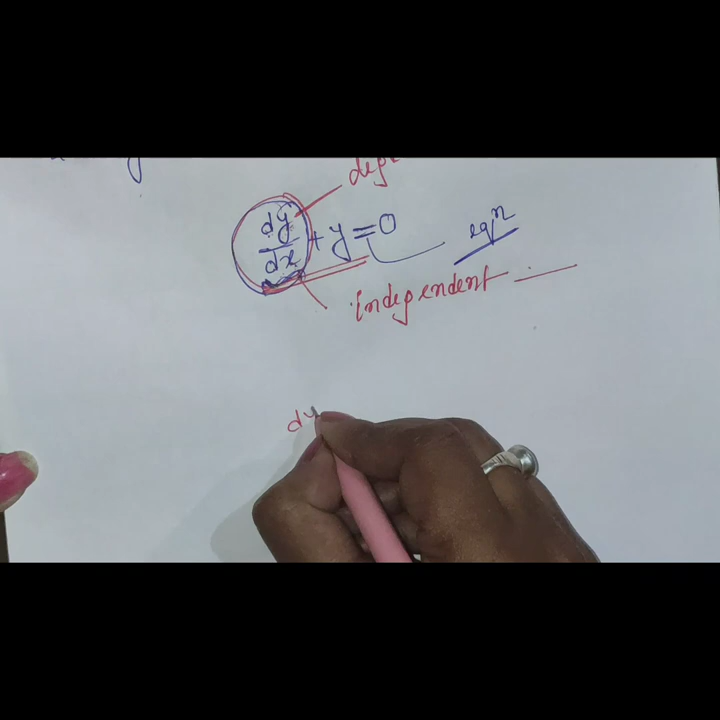 dy/dx + y = 0
eqⁿ
independent
dy